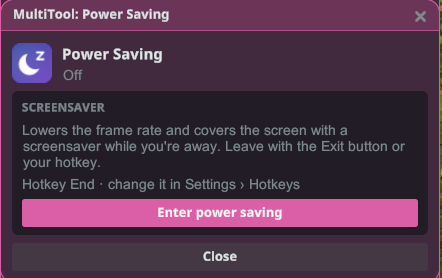 MultiTool: Power Saving
Power Saving
Off
SCREENSAVER
Lowers the frame rate and covers the screen with a
screensaver while you're away. Leave with the Exit button or
your hotkey.
Hotkey End · change it in Settings › Hotkeys
Enter power saving
Close